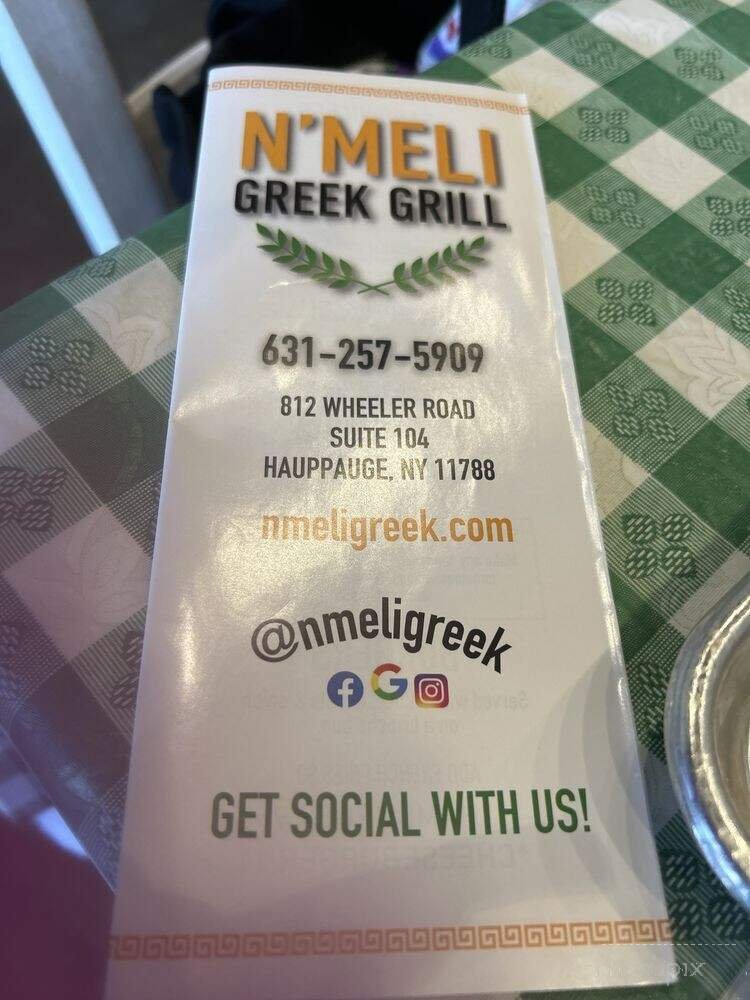 N'MELI
GREEK GRILL
631-257-5909
812 WHEELER ROAD
SUITE 104
HAUPPAUGE, NY 11788
nmeligreek.com
@nmeligreek
GET SOCIAL WITH US!